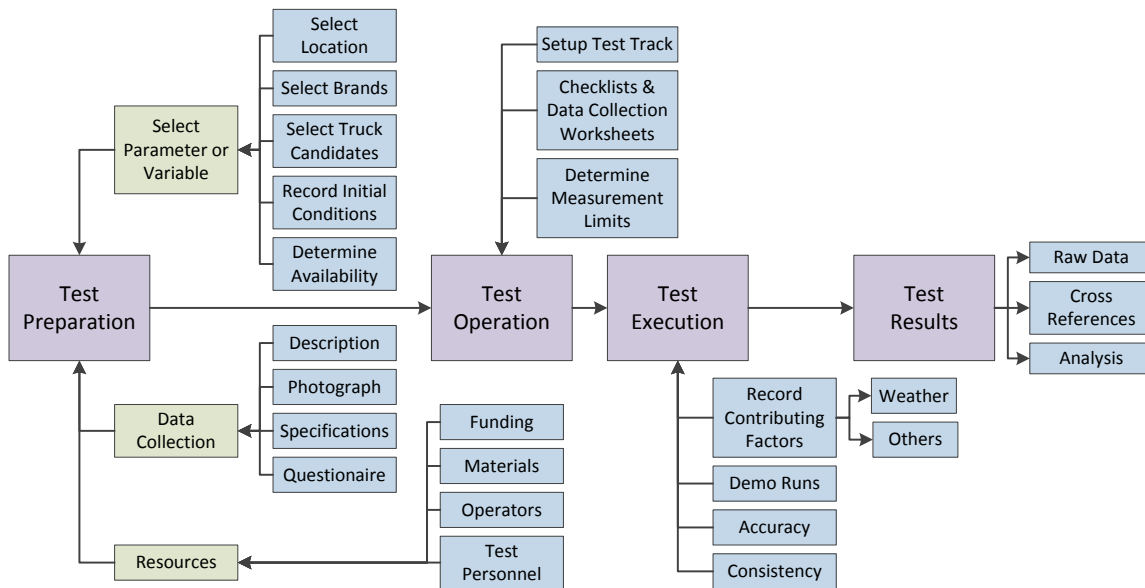 Select
Location
Select Brands
Select Truck
Candidates
Record Initial
Conditions
Determine
Availability
Select
Parameter or
Variable
Setup Test Track
Checklists &
Data Collection
Worksheets
Determine
Measurement
Limits
Test
Preparation
Test
Operation
Test
Execution
Test
Results
Raw Data
Cross
References
Analysis
Description
Photograph
Specifications
Questionaire
Data
Collection
Funding
Materials
Operators
Test
Personnel
Resources
Record
Contributing
Factors
Weather
Others
Demo Runs
Accuracy
Consistency